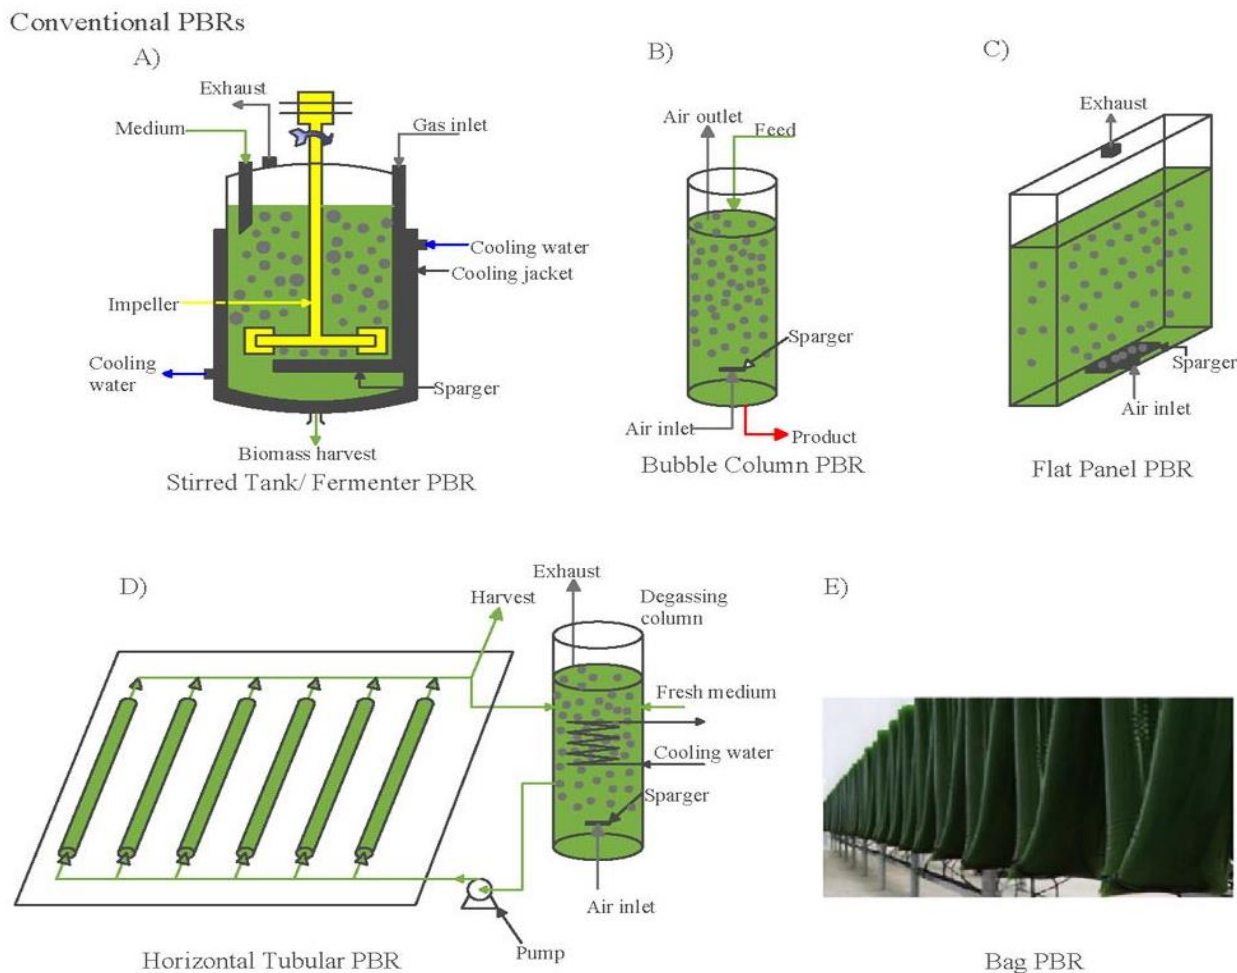 Conventional PBRs
A)
Exhaust
Medium
Gas inlet
Cooling water
Cooling jacket
Impeller
Cooling
water
Sparger
Biomass harvest
Stirred Tank/ Fermenter PBR
B)
Air outlet
Feed
Sparger
Air inlet
Product
Bubble Column PBR
C)
Exhaust
Sparger
Air inlet
Flat Panel PBR
D)
Harvest
Exhaust
Degassing
column
Fresh medium
Cooling water
Sparger
Air inlet
Pump
Horizontal Tubular PBR
E)
Bag PBR